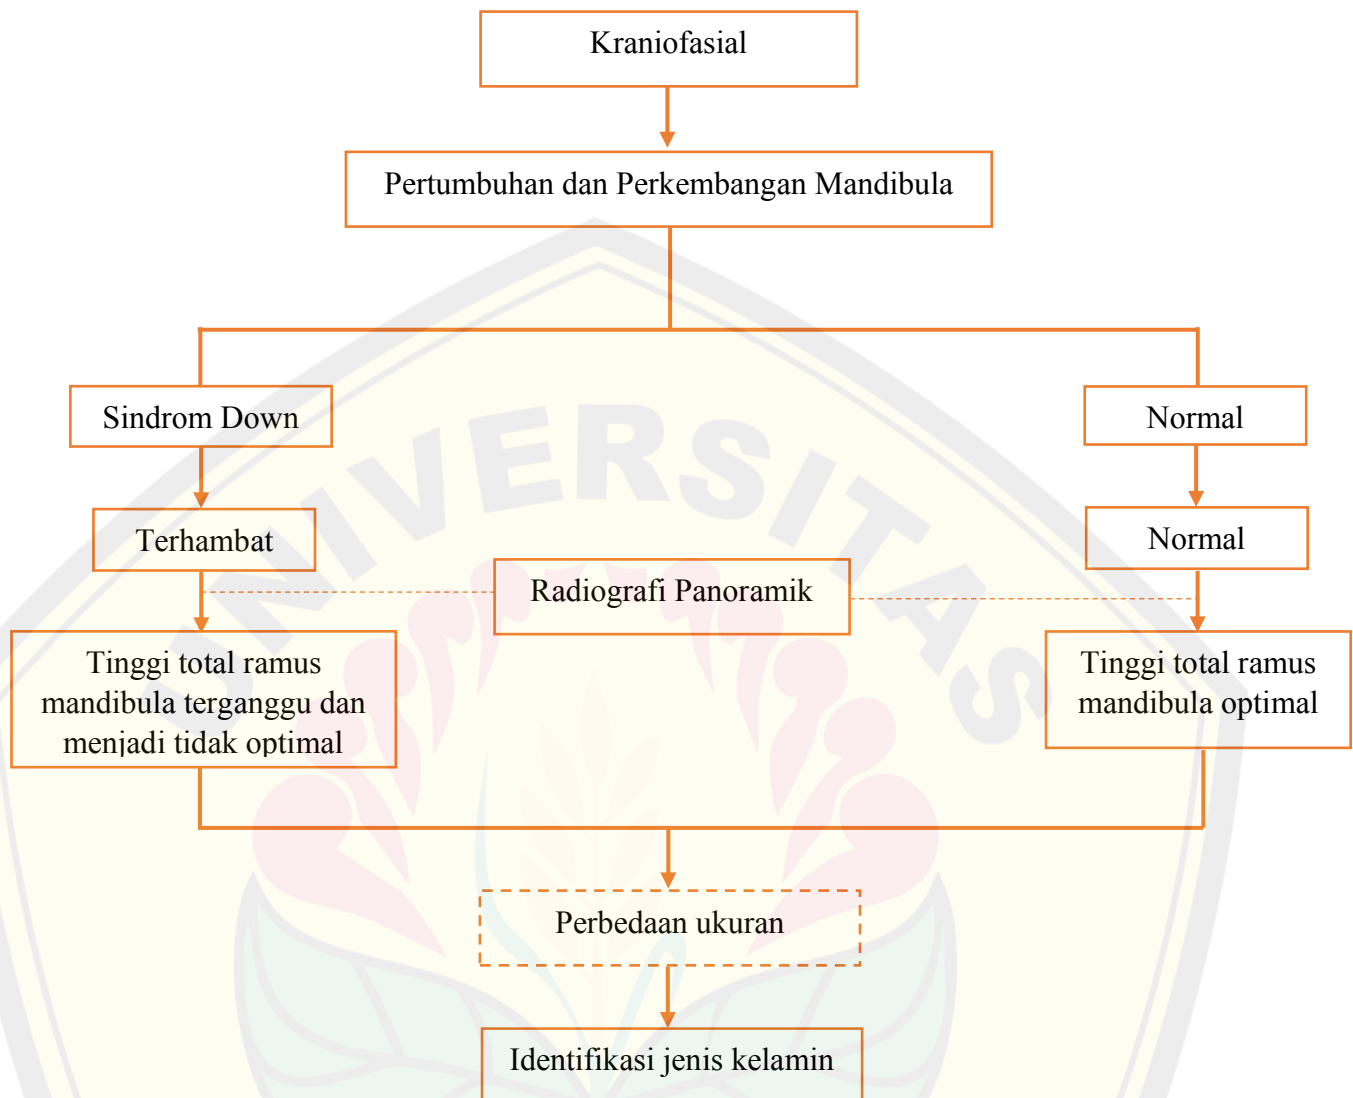 Kraniofasial
Pertumbuhan dan Perkembangan Mandibula
Sindrom Down
Normal
Terhambat
Normal
Radiografi Panoramik
Tinggi total ramus
mandibula terganggu dan
menjadi tidak optimal
Tinggi total ramus
mandibula optimal
Perbedaan ukuran
Identifikasi jenis kelamin
UNIVERSITAS